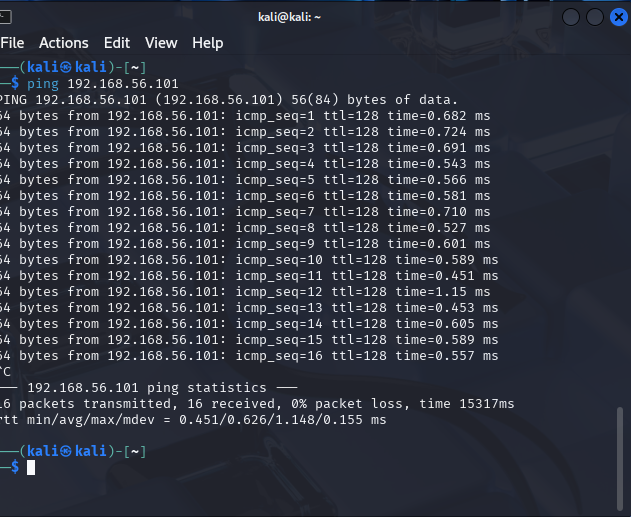 kali@kali: ~
File Actions Edit View Help
──(kali㉿kali)-[~]
─$ ping 192.168.56.101
PING 192.168.56.101 (192.168.56.101) 56(84) bytes of data.
64 bytes from 192.168.56.101: icmp_seq=1 ttl=128 time=0.682 ms
64 bytes from 192.168.56.101: icmp_seq=2 ttl=128 time=0.724 ms
64 bytes from 192.168.56.101: icmp_seq=3 ttl=128 time=0.691 ms
64 bytes from 192.168.56.101: icmp_seq=4 ttl=128 time=0.543 ms
64 bytes from 192.168.56.101: icmp_seq=5 ttl=128 time=0.566 ms
64 bytes from 192.168.56.101: icmp_seq=6 ttl=128 time=0.581 ms
64 bytes from 192.168.56.101: icmp_seq=7 ttl=128 time=0.710 ms
64 bytes from 192.168.56.101: icmp_seq=8 ttl=128 time=0.527 ms
64 bytes from 192.168.56.101: icmp_seq=9 ttl=128 time=0.601 ms
64 bytes from 192.168.56.101: icmp_seq=10 ttl=128 time=0.589 ms
64 bytes from 192.168.56.101: icmp_seq=11 ttl=128 time=0.451 ms
64 bytes from 192.168.56.101: icmp_seq=12 ttl=128 time=1.15 ms
64 bytes from 192.168.56.101: icmp_seq=13 ttl=128 time=0.453 ms
64 bytes from 192.168.56.101: icmp_seq=14 ttl=128 time=0.605 ms
64 bytes from 192.168.56.101: icmp_seq=15 ttl=128 time=0.589 ms
64 bytes from 192.168.56.101: icmp_seq=16 ttl=128 time=0.557 ms
^C
--- 192.168.56.101 ping statistics ---
16 packets transmitted, 16 received, 0% packet loss, time 15317ms
rtt min/avg/max/mdev = 0.451/0.626/1.148/0.155 ms
──(kali㉿kali)-[~]
─$